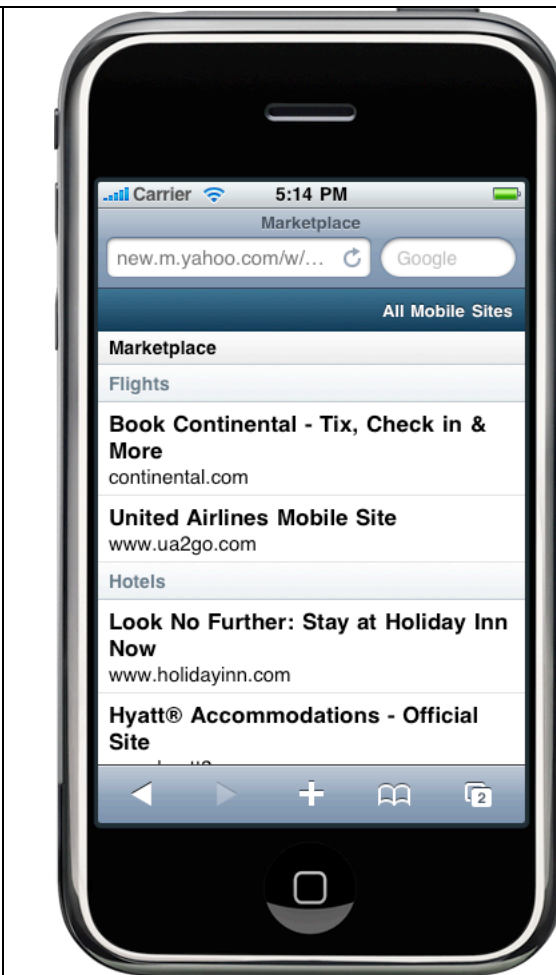 Carrier 5:14 PM
Marketplace
new.m.yahoo.com/w/... Google
All Mobile Sites
Marketplace
Flights
Book Continental - Tix, Check in &
More
continental.com
United Airlines Mobile Site
www.ua2go.com
Hotels
Look No Further: Stay at Holiday Inn
Now
www.holidayinn.com
Hyatt® Accommodations - Official
Site
2